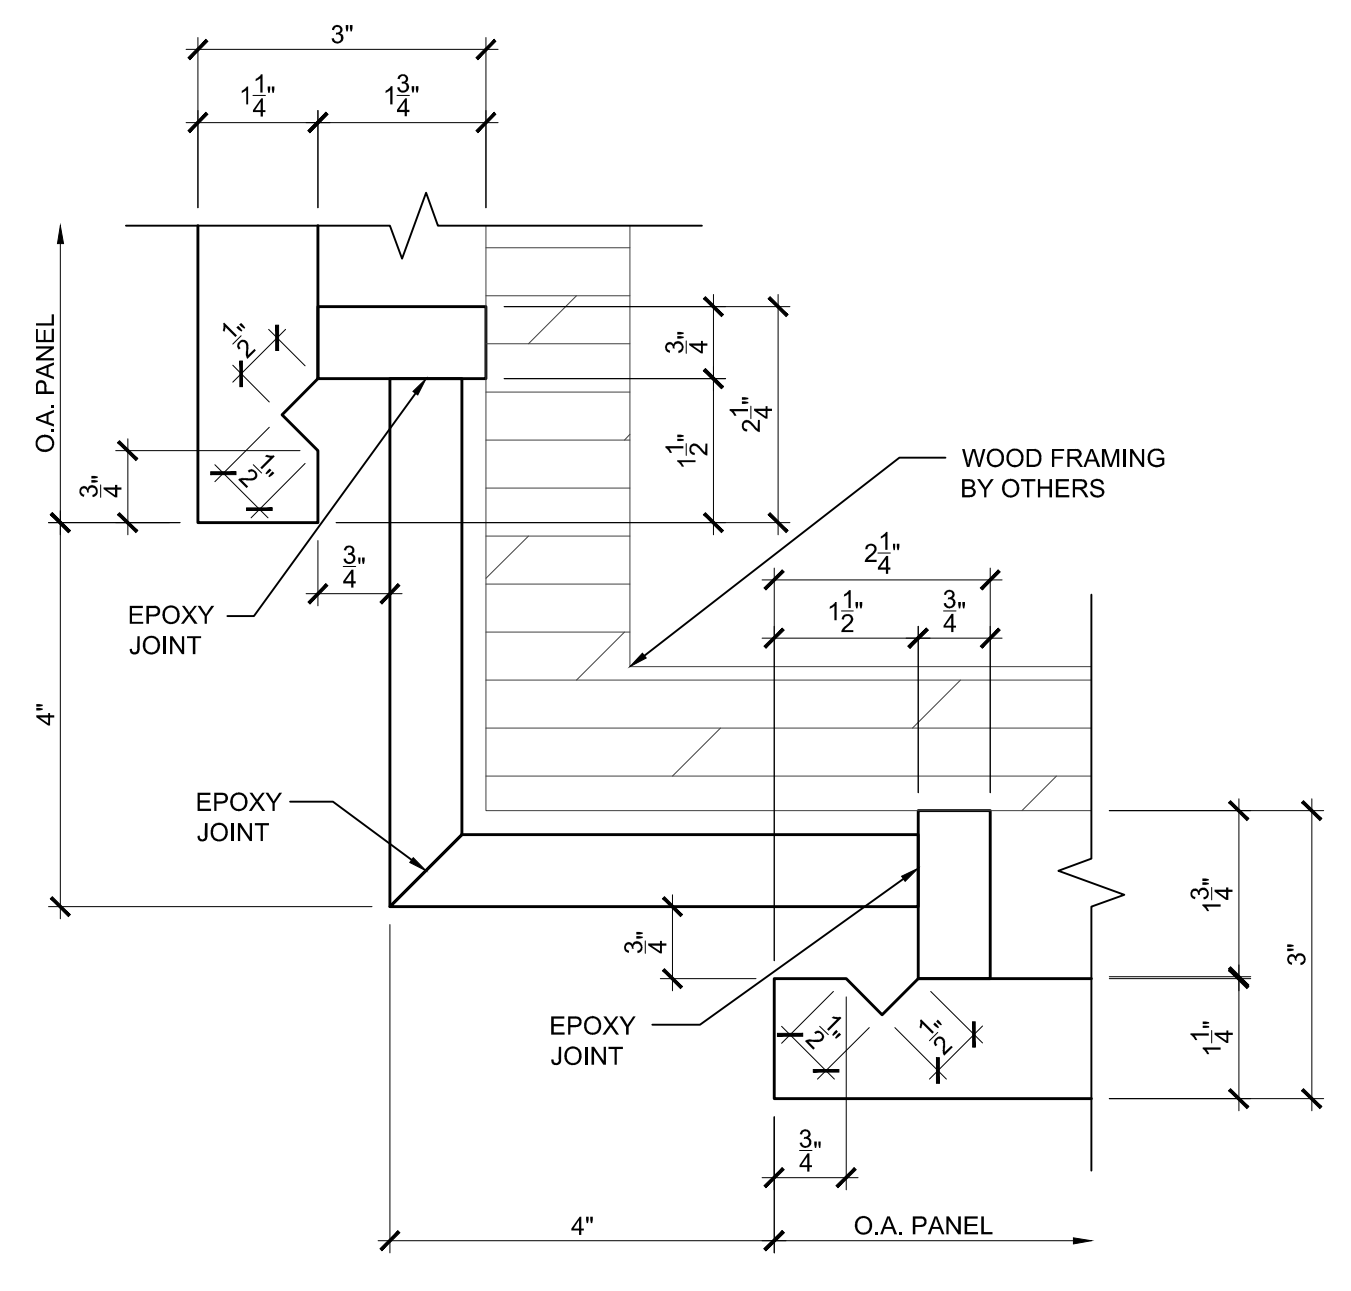 3"
1 1/4"
1 3/4"
O.A. PANEL
1/2"
3/4"
1/2"
3/4"
1 1/2"
2 1/4"
WOOD FRAMING
BY OTHERS
3/4"
2 1/4"
1 1/2"
3/4"
EPOXY
JOINT
4"
EPOXY
JOINT
3/4"
1 3/4"
3"
1 1/4"
EPOXY
JOINT
1/2"
1/2"
3/4"
4"
O.A. PANEL